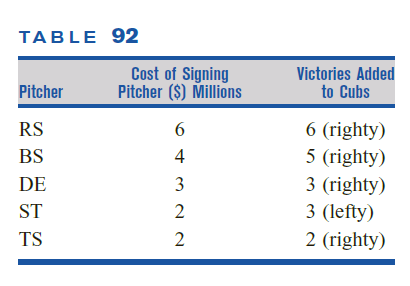 TABLE 92
Pitcher Cost of Signing Pitcher ($) Millions Victories Added to Cubs
RS 6 6 (righty)
BS 4 5 (righty)
DE 3 3 (righty)
ST 2 3 (lefty)
TS 2 2 (righty)